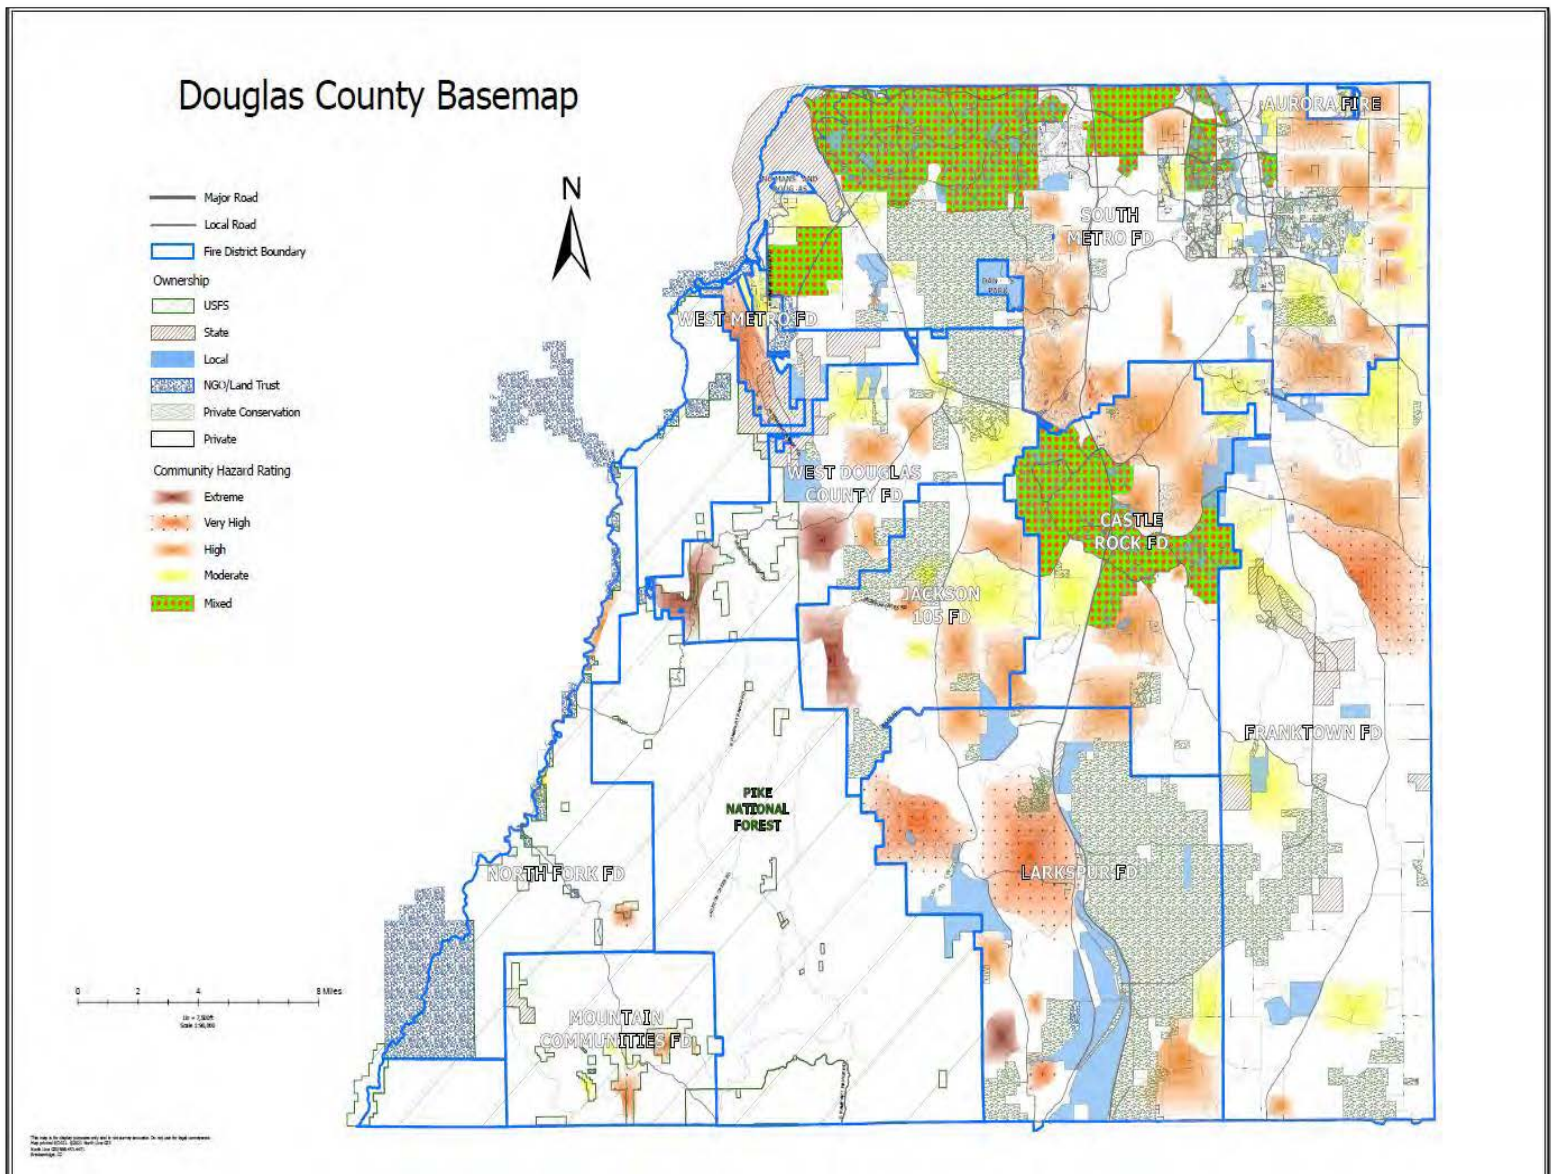 Douglas County Basemap
N
Major Road
Local Road
Fire District Boundary
Ownership
USFS
State
Local
NGO/Land Trust
Private Conservation
Private
Community Hazard Rating
Extreme
Very High
High
Moderate
Mixed
AURORA FIRE
SOUTH
METRO FD
PARK
WEST METRO FD
WEST DOUGLAS
COUNTY FD
CASTLE
ROCK FD
JACKSON
105 FD
FRANKTOWN FD
PIKE
NATIONAL
FOREST
NORTH FORK FD
LARKSPUR FD
MOUNTAIN
COMMUNITIES FD
0 2 4 8 Miles